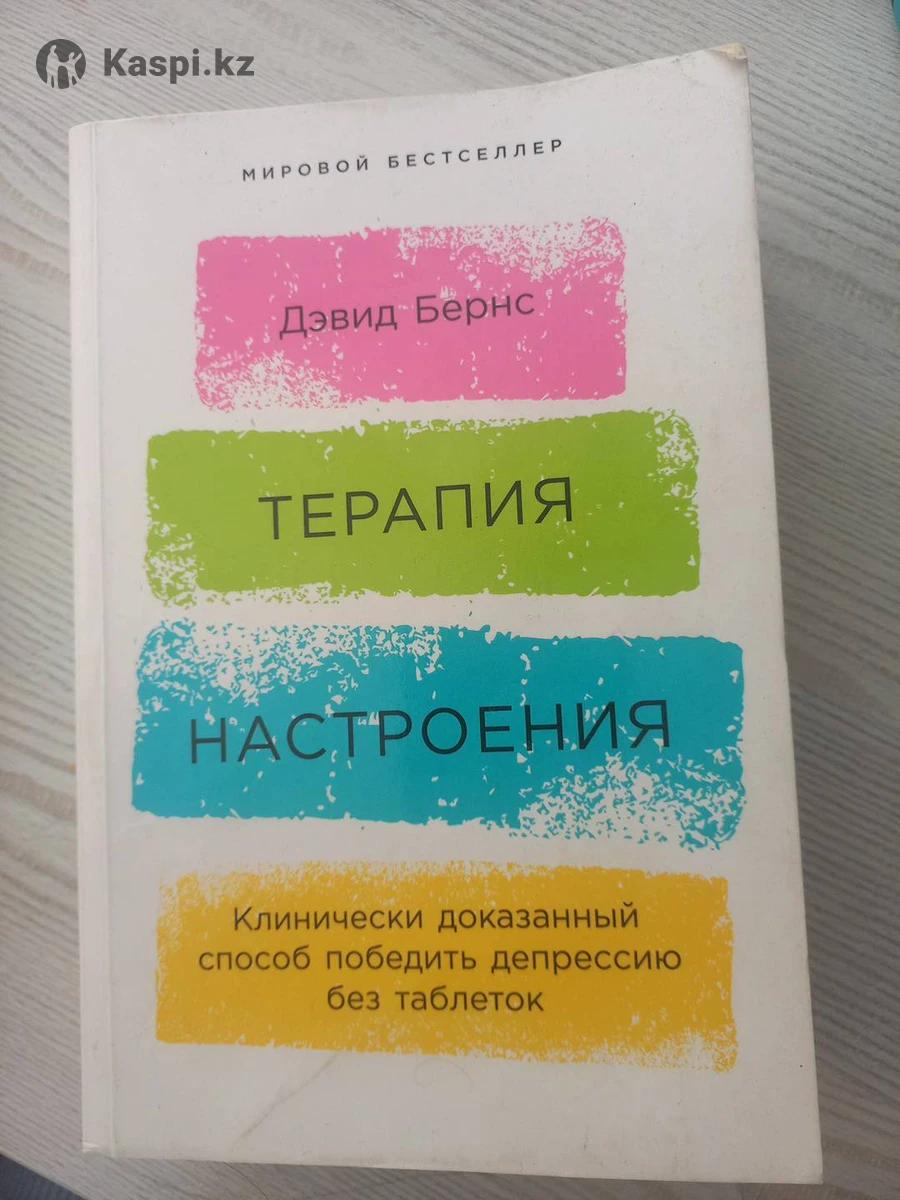 Kaspi.kz
МИРОВОЙ БЕСТСЕЛЛЕР
Дэвид Бернс
ТЕРАПИЯ
НАСТРОЕНИЯ
Клинически доказанный
способ победить депрессию
без таблеток